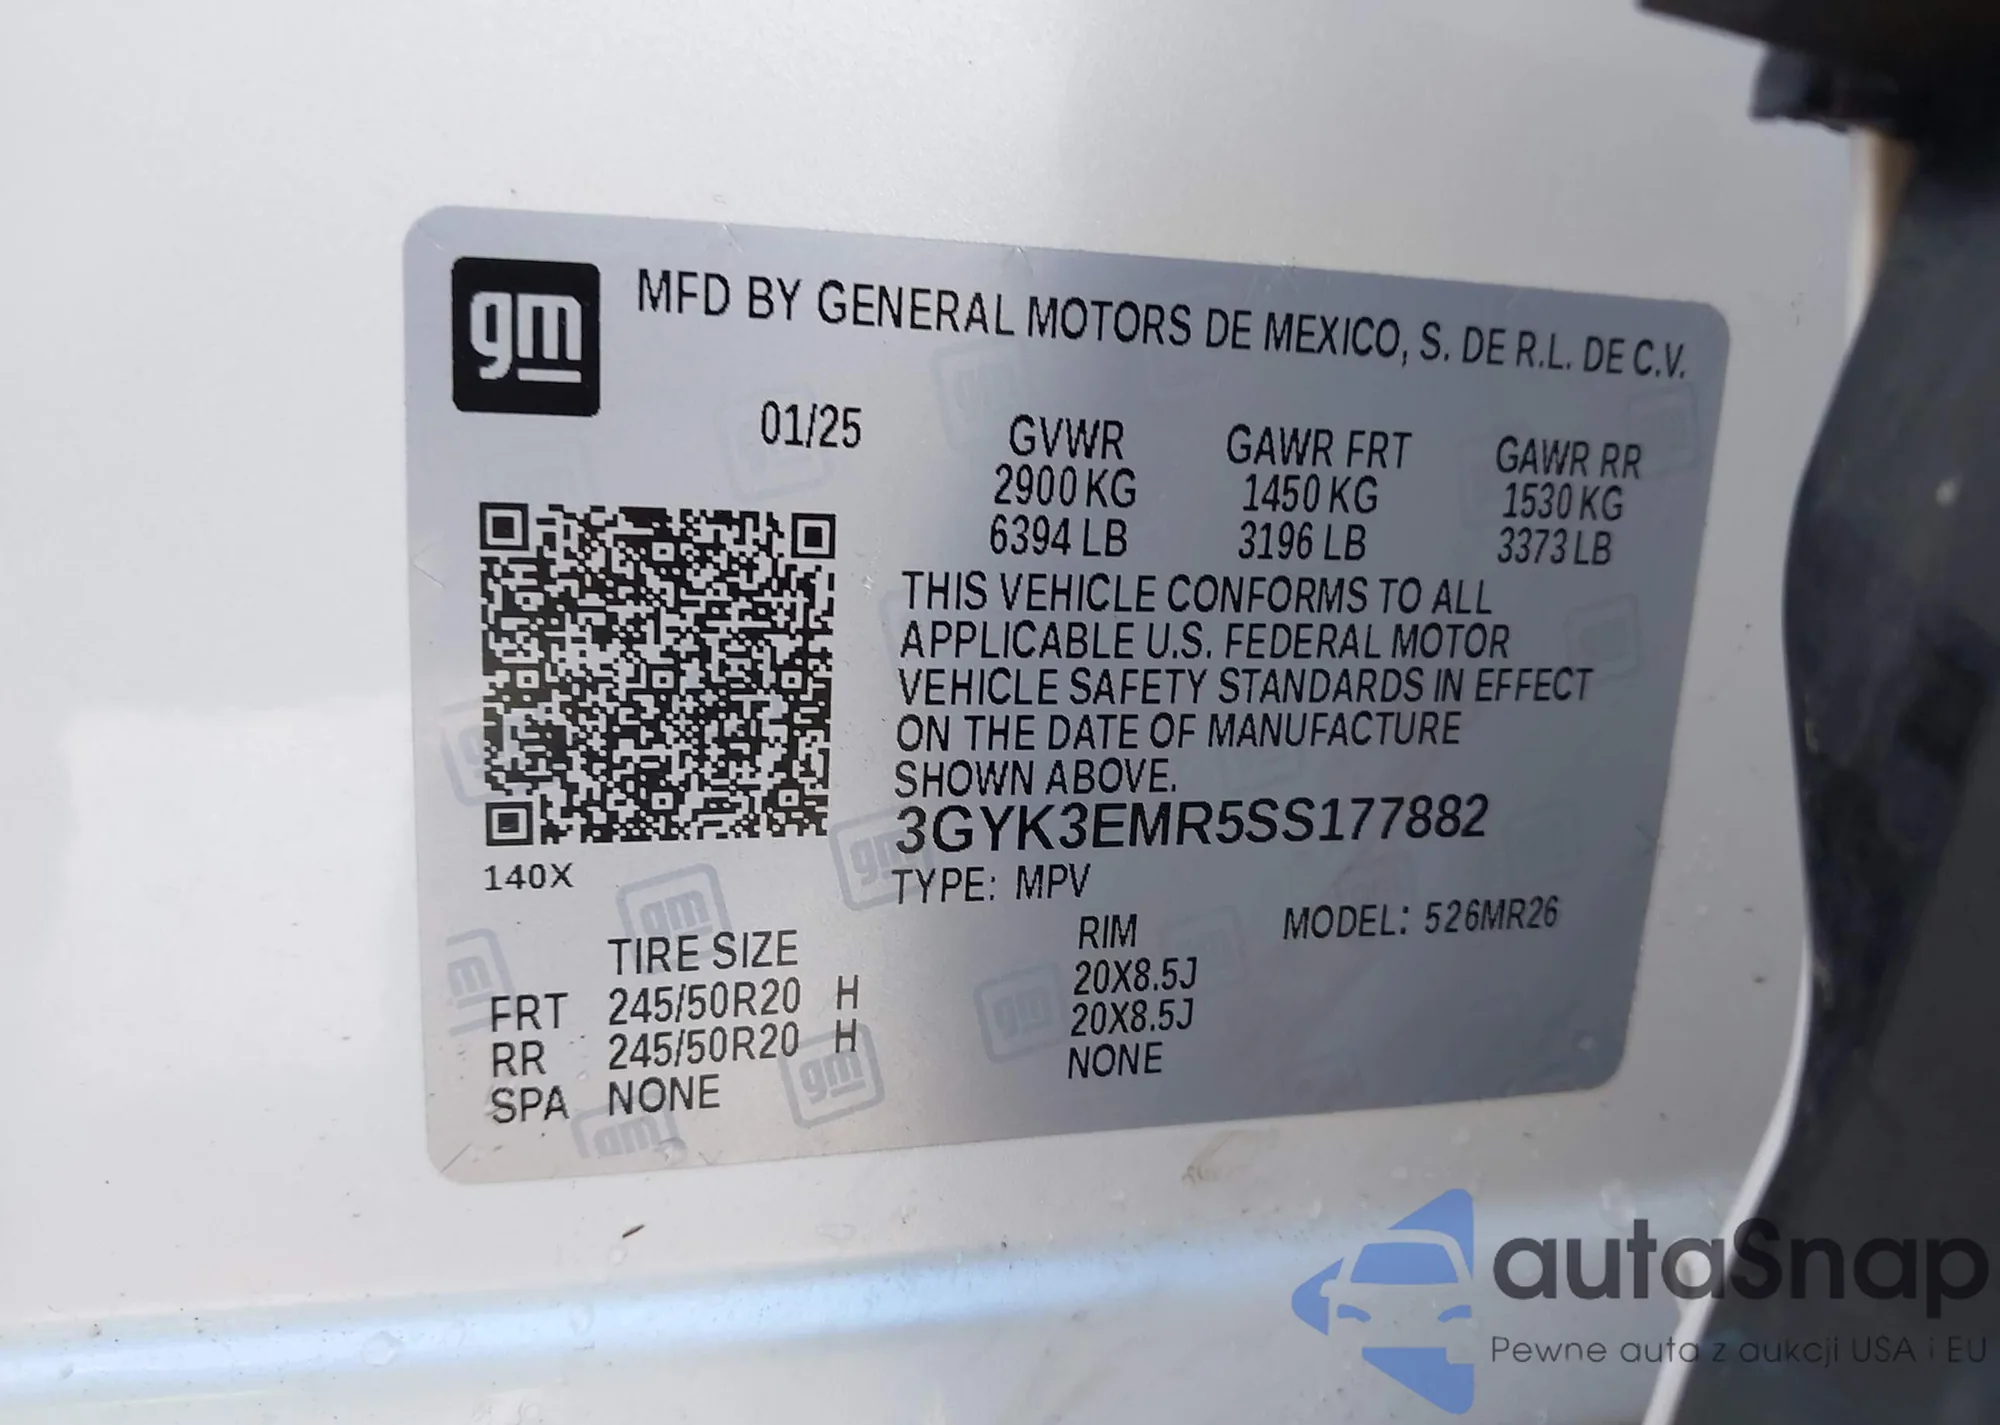 gm
MFD BY GENERAL MOTORS DE MEXICO, S. DE R.L. DE C.V.
01/25
GVWR GAWR FRT GAWR RR
2900 KG 1450 KG 1530 KG
6394 LB 3196 LB 3373 LB
THIS VEHICLE CONFORMS TO ALL
APPLICABLE U.S. FEDERAL MOTOR
VEHICLE SAFETY STANDARDS IN EFFECT
ON THE DATE OF MANUFACTURE
SHOWN ABOVE.
3GYK3EMR5SS177882
140X
TYPE: MPV
TIRE SIZE RIM MODEL: 526MR26
FRT 245/50R20 H 20X8.5J
RR 245/50R20 H 20X8.5J
SPA NONE NONE
autaSnap
Pewne auta z aukcji USA i EU